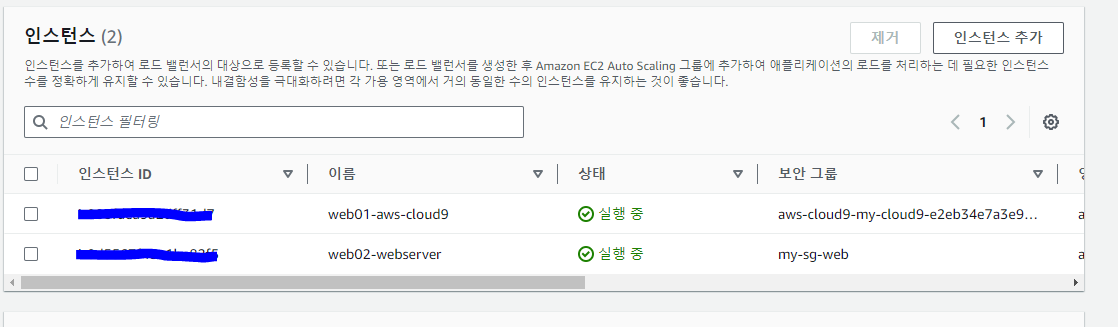 인스턴스 (2)
제거
인스턴스 추가
인스턴스를 추가하여 로드 밸런서의 대상으로 등록할 수 있습니다. 또는 로드 밸런서를 생성한 후 Amazon EC2 Auto Scaling 그룹에 추가하여 애플리케이션의 로드를 처리하는 데 필요한 인스턴스
수를 정확하게 유지할 수 있습니다. 내결함성을 극대화하려면 각 가용 영역에서 거의 동일한 수의 인스턴스를 유지하는 것이 좋습니다.
인스턴스 필터링
1
인스턴스 ID 이름 상태 보안 그룹
web01-aws-cloud9 실행 중 aws-cloud9-my-cloud9-e2eb34e7a3e9...
web02-webserver 실행 중 my-sg-web